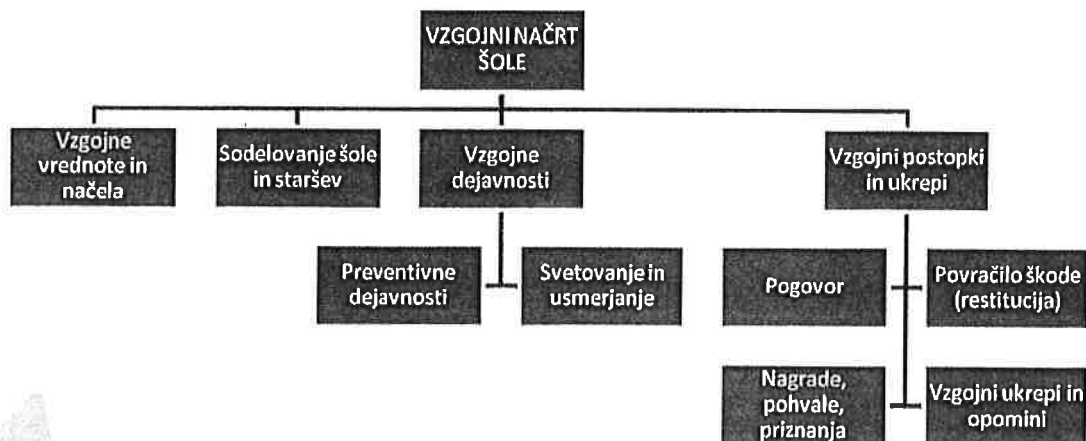 VZGOJNI NAČRT
ŠOLE
Vzgojne
vrednote in
načela
Sodelovanje šole
in staršev
Vzgojne
dejavnosti
Vzgojni postopki
in ukrepi
Preventivne
dejavnosti
Svetovanje in
usmerjanje
Pogovor
Povračilo škode
(restitucija)
Nagrade,
pohvale,
priznanja
Vzgojni ukrepi in
opomini